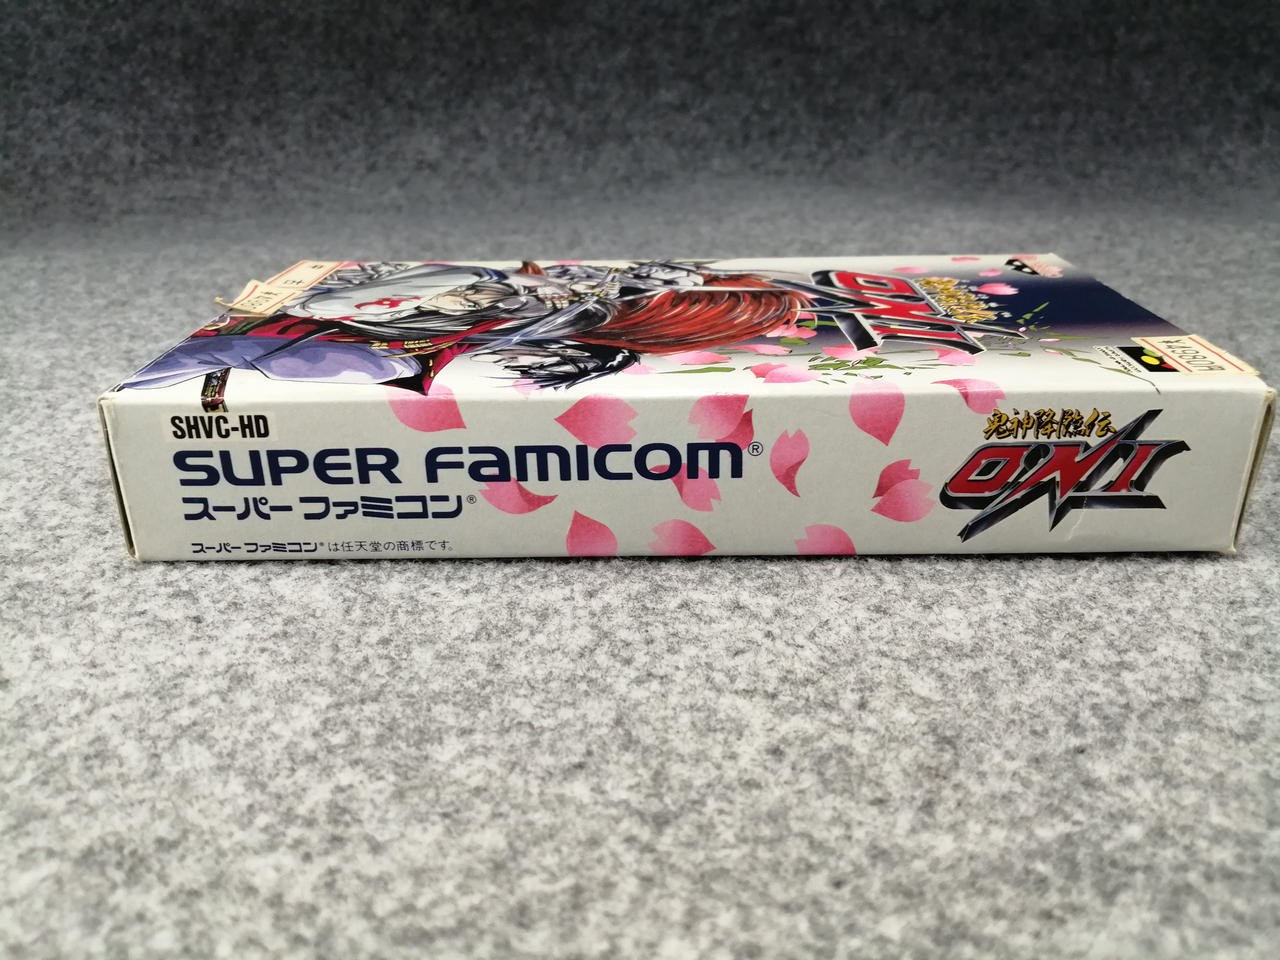 SHVC-HD
SUPER FAMICOM®
スーパーファミコン®
スーパーファミコン®は任天堂の商標です。
鬼神降臨伝
ONI
ONI